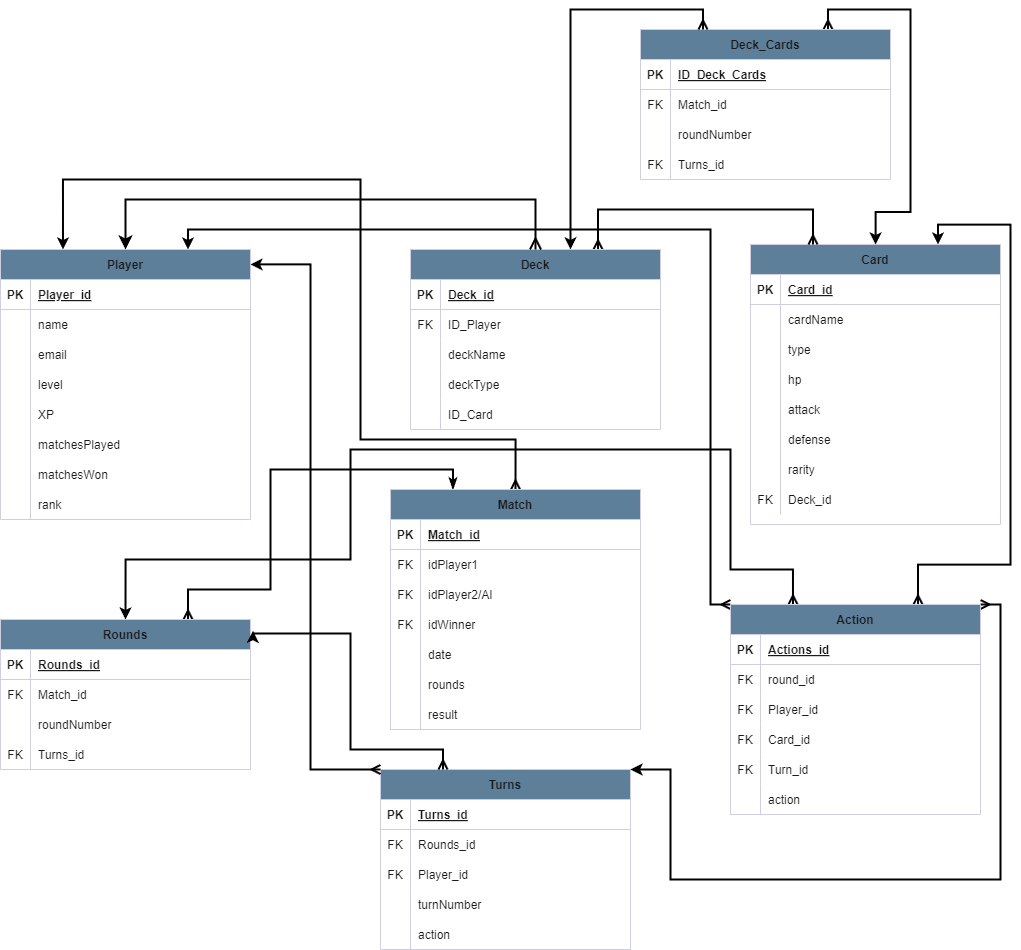 Deck_Cards
PK ID_Deck_Cards
FK Match_id
roundNumber
FK Turns_id
Player
PK Player_id
name
email
level
XP
matchesPlayed
matchesWon
rank
Deck
PK Deck_id
FK ID_Player
deckName
deckType
ID_Card
Card
PK Card_id
cardName
type
hp
attack
defense
rarity
FK Deck_id
Match
PK Match_id
FK idPlayer1
FK idPlayer2/AI
FK idWinner
date
rounds
result
Rounds
PK Rounds_id
FK Match_id
roundNumber
FK Turns_id
Action
PK Actions_id
FK round_id
FK Player_id
FK Card_id
FK Turn_id
action
Turns
PK Turns_id
FK Rounds_id
FK Player_id
turnNumber
action